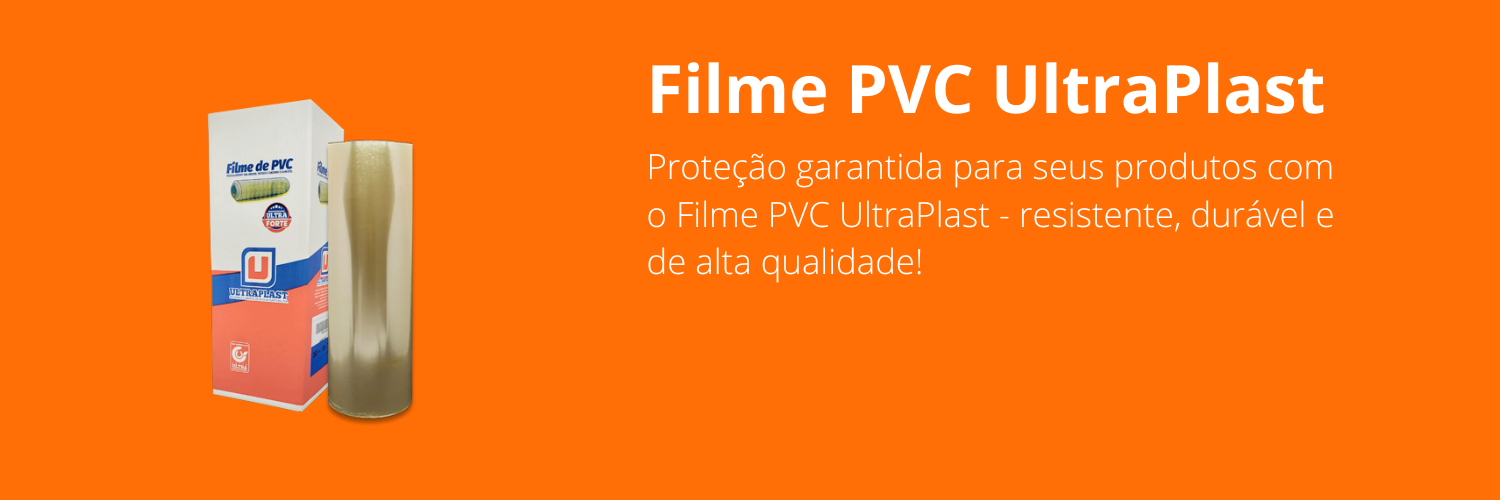 Filme PVC UltraPlast
Proteção garantida para seus produtos com
o Filme PVC UltraPlast - resistente, durável e
de alta qualidade!
Filme de PVC
ULTRA
FORTE
U
ULTRAPLAST
ULTRA